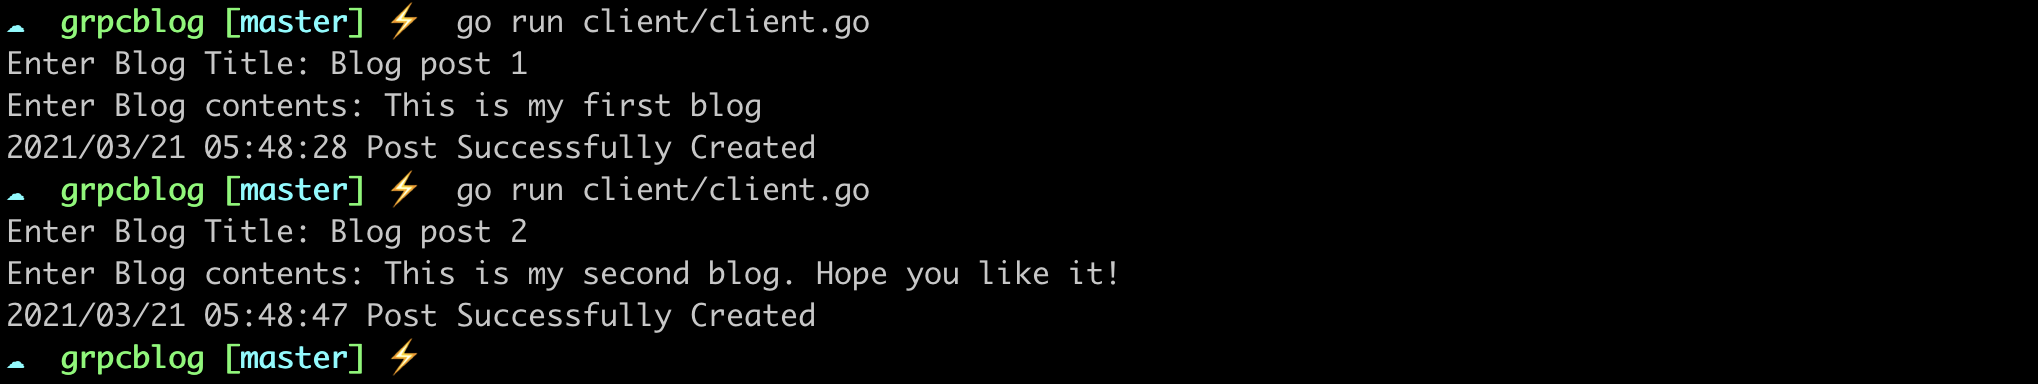 ☁  grpcblog [master] ⚡  go run client/client.go
Enter Blog Title: Blog post 1
Enter Blog contents: This is my first blog
2021/03/21 05:48:28 Post Successfully Created
☁  grpcblog [master] ⚡  go run client/client.go
Enter Blog Title: Blog post 2
Enter Blog contents: This is my second blog. Hope you like it!
2021/03/21 05:48:47 Post Successfully Created
☁  grpcblog [master] ⚡